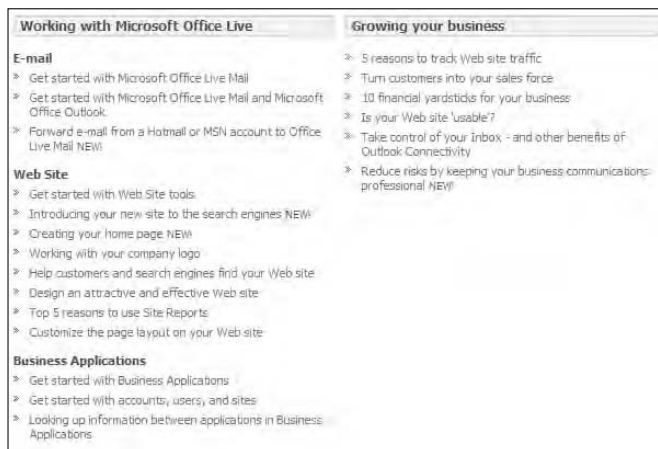 Working with Microsoft Office Live
E-mail
» Get started with Microsoft Office Live Mail
» Get started with Microsoft Office Live Mail and Microsoft
Office Outlook
» Forward e-mail from a Hotmail or MSN account to Office
Live Mail NEW!
Web Site
» Get started with Web Site tools
» Introducing your new site to the search engines NEW!
» Creating your home page NEW!
» Working with your company logo
» Help customers and search engines find your Web site
» Design an attractive and effective Web site
» Top 5 reasons to use Site Reports
» Customize the page layout on your Web site
Business Applications
» Get started with Business Applications
» Get started with accounts, users, and sites
» Looking up information between applications in Business
Applications
Growing your business
» 5 reasons to track Web site traffic
» Turn customers into your sales force
» 10 financial yardsticks for your business
» Is your Web site 'usable'?
» Take control of your Inbox - and other benefits of
Outlook Connectivity
» Reduce risks by keeping your business communications
professional NEW!